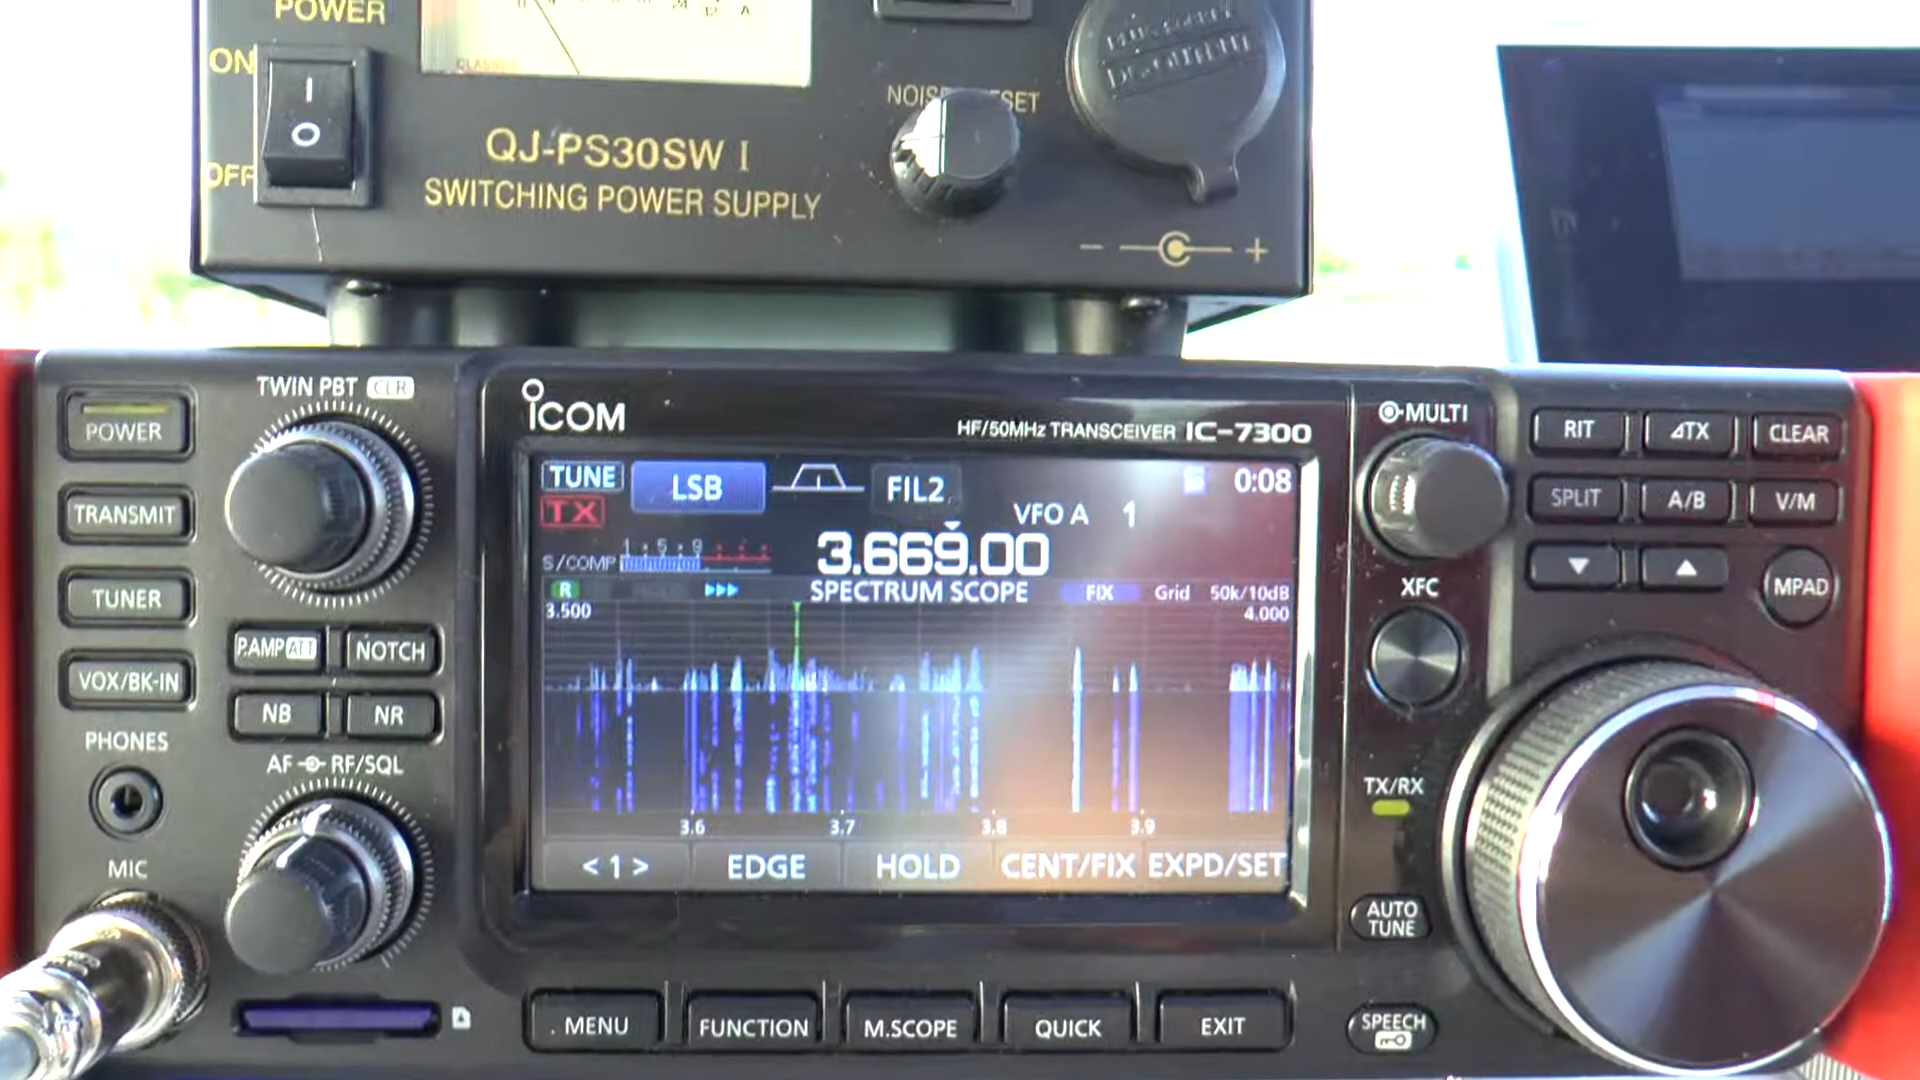 POWER
ON
OFF
QJ-PS30SW I
SWITCHING POWER SUPPLY
− +
POWER
TRANSMIT
TUNER
VOX/BK-IN
PHONES
MIC
TWIN PBT CLR
P.AMP ATT
NOTCH
NB
NR
AF RF/SQL
ICOM
HF/50MHz TRANSCEIVER IC-7300
TUNE LSB FIL2 0:08
TX VFO A 1
3.669.00
S/COMP 1 5 9
R SPECTRUM SCOPE FIX Grid 50k/10dB
3.500 4.000
3.6 3.7 3.8 3.9
< 1 > EDGE HOLD CENT/FIX EXPD/SET
MENU FUNCTION M.SCOPE QUICK EXIT
MULTI
XFC
TX/RX
AUTO
TUNE
SPEECH
RIT ⊿TX CLEAR
SPLIT A/B V/M
▼ ▲ MPAD